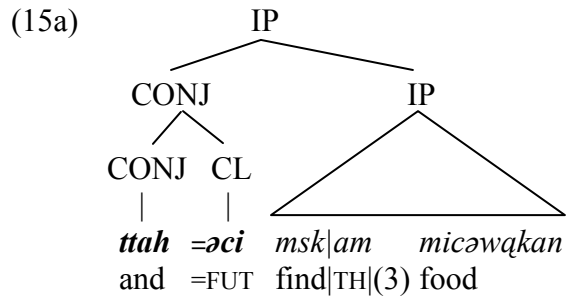 (15a) IP
CONJ IP
CONJ CL
ttah =əci msk|am micəwąkan
and =FUT find|TH|(3) food